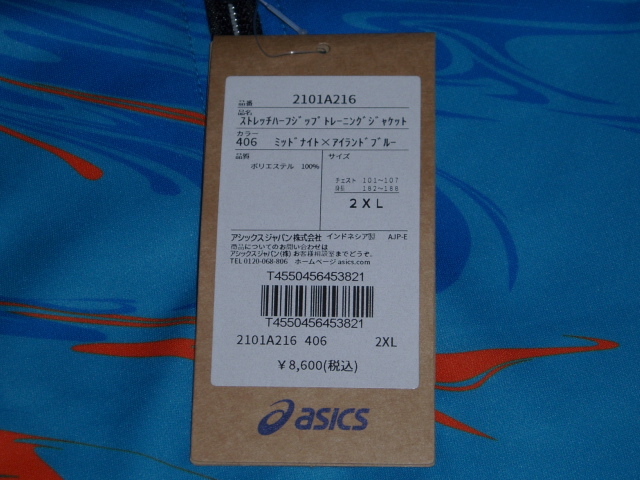 品番 2101A216
品名
ストレッチハーフジップトレーニングジャケット
カラー
406 ミッドナイト×アイランドブルー
品質 サイズ
ポリエステル 100%
チェスト 101~107
身長 182~188
2XL
アシックスジャパン株式会社 インドネシア製 AJP-E
商品についてのお問い合わせは
アシックスジャパン(株)お客様相談室までどうぞ。
TEL 0120-068-806 ホームページ asics.com
T4550456453821
T4550456453821
2101A216 406 2XL
¥8,600(税込)
asics